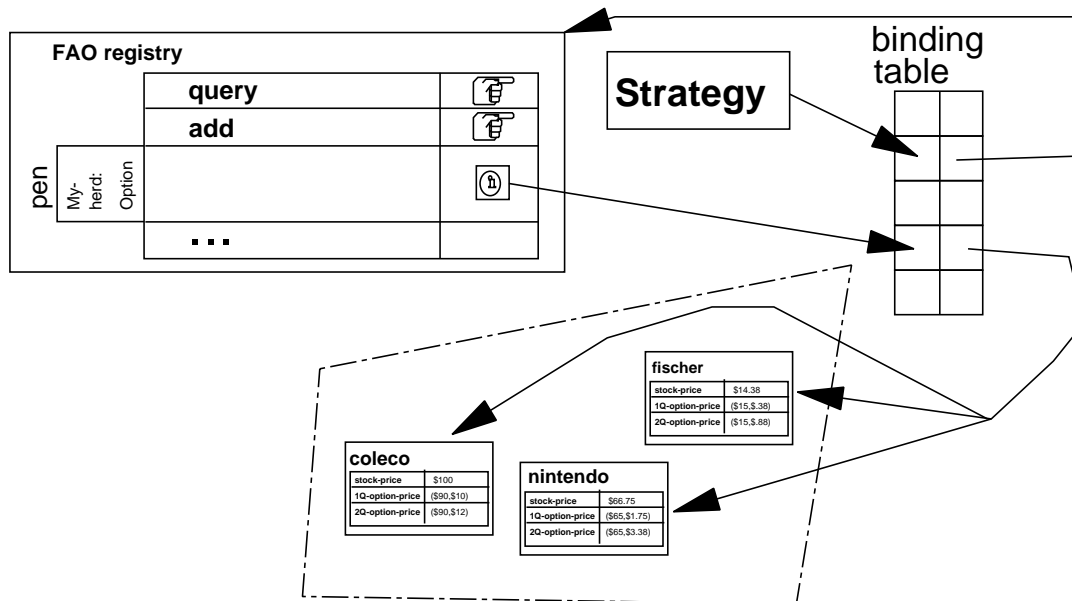 FAO registry
query
add
pen
My-
herd:
Option
...
Strategy
binding
table
fischer
stock-price $14.38
1Q-option-price ($15,$.38)
2Q-option-price ($15,$.88)
coleco
stock-price $100
1Q-option-price ($90,$10)
2Q-option-price ($90,$12)
nintendo
stock-price $66.75
1Q-option-price ($65,$1.75)
2Q-option-price ($65,$3.38)